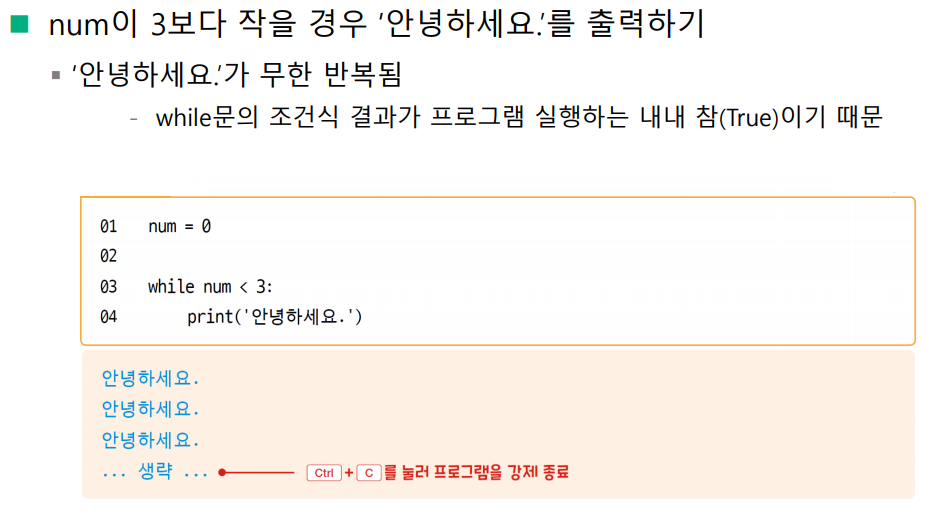 num이 3보다 작을 경우 '안녕하세요.'를 출력하기
'안녕하세요.'가 무한 반복됨
- while문의 조건식 결과가 프로그램 실행하는 내내 참(True)이기 때문
01 num = 0
02
03 while num < 3:
04     print('안녕하세요.')
안녕하세요.
안녕하세요.
안녕하세요.
... 생략 ... Ctrl + C 를 눌러 프로그램을 강제 종료